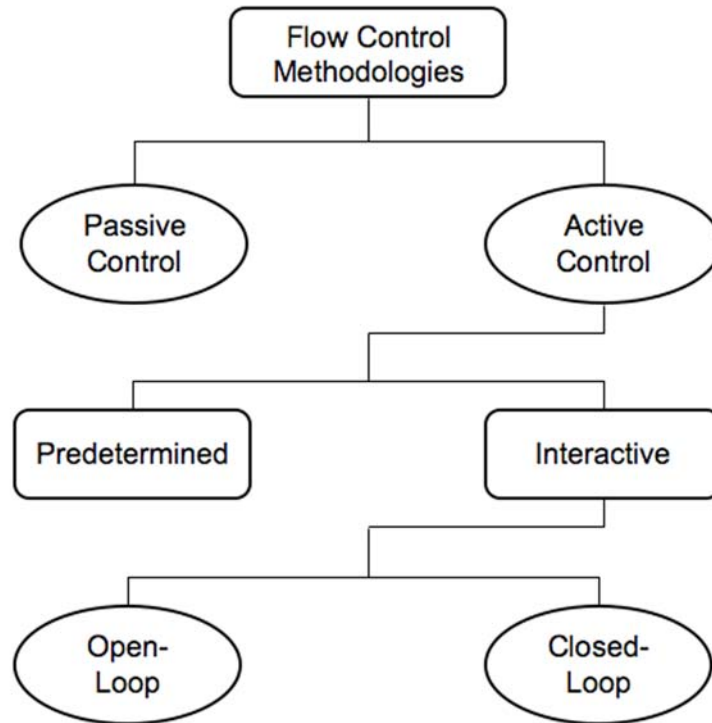 Flow Control
Methodologies
Passive
Control
Active
Control
Predetermined
Interactive
Open-
Loop
Closed-
Loop